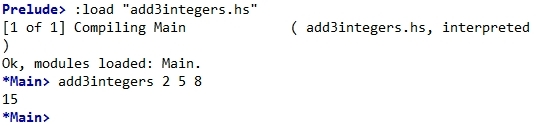 Prelude> :load "add3integers.hs"
[1 of 1] Compiling Main             ( add3integers.hs, interpreted
)
Ok, modules loaded: Main.
*Main> add3integers 2 5 8
15
*Main>